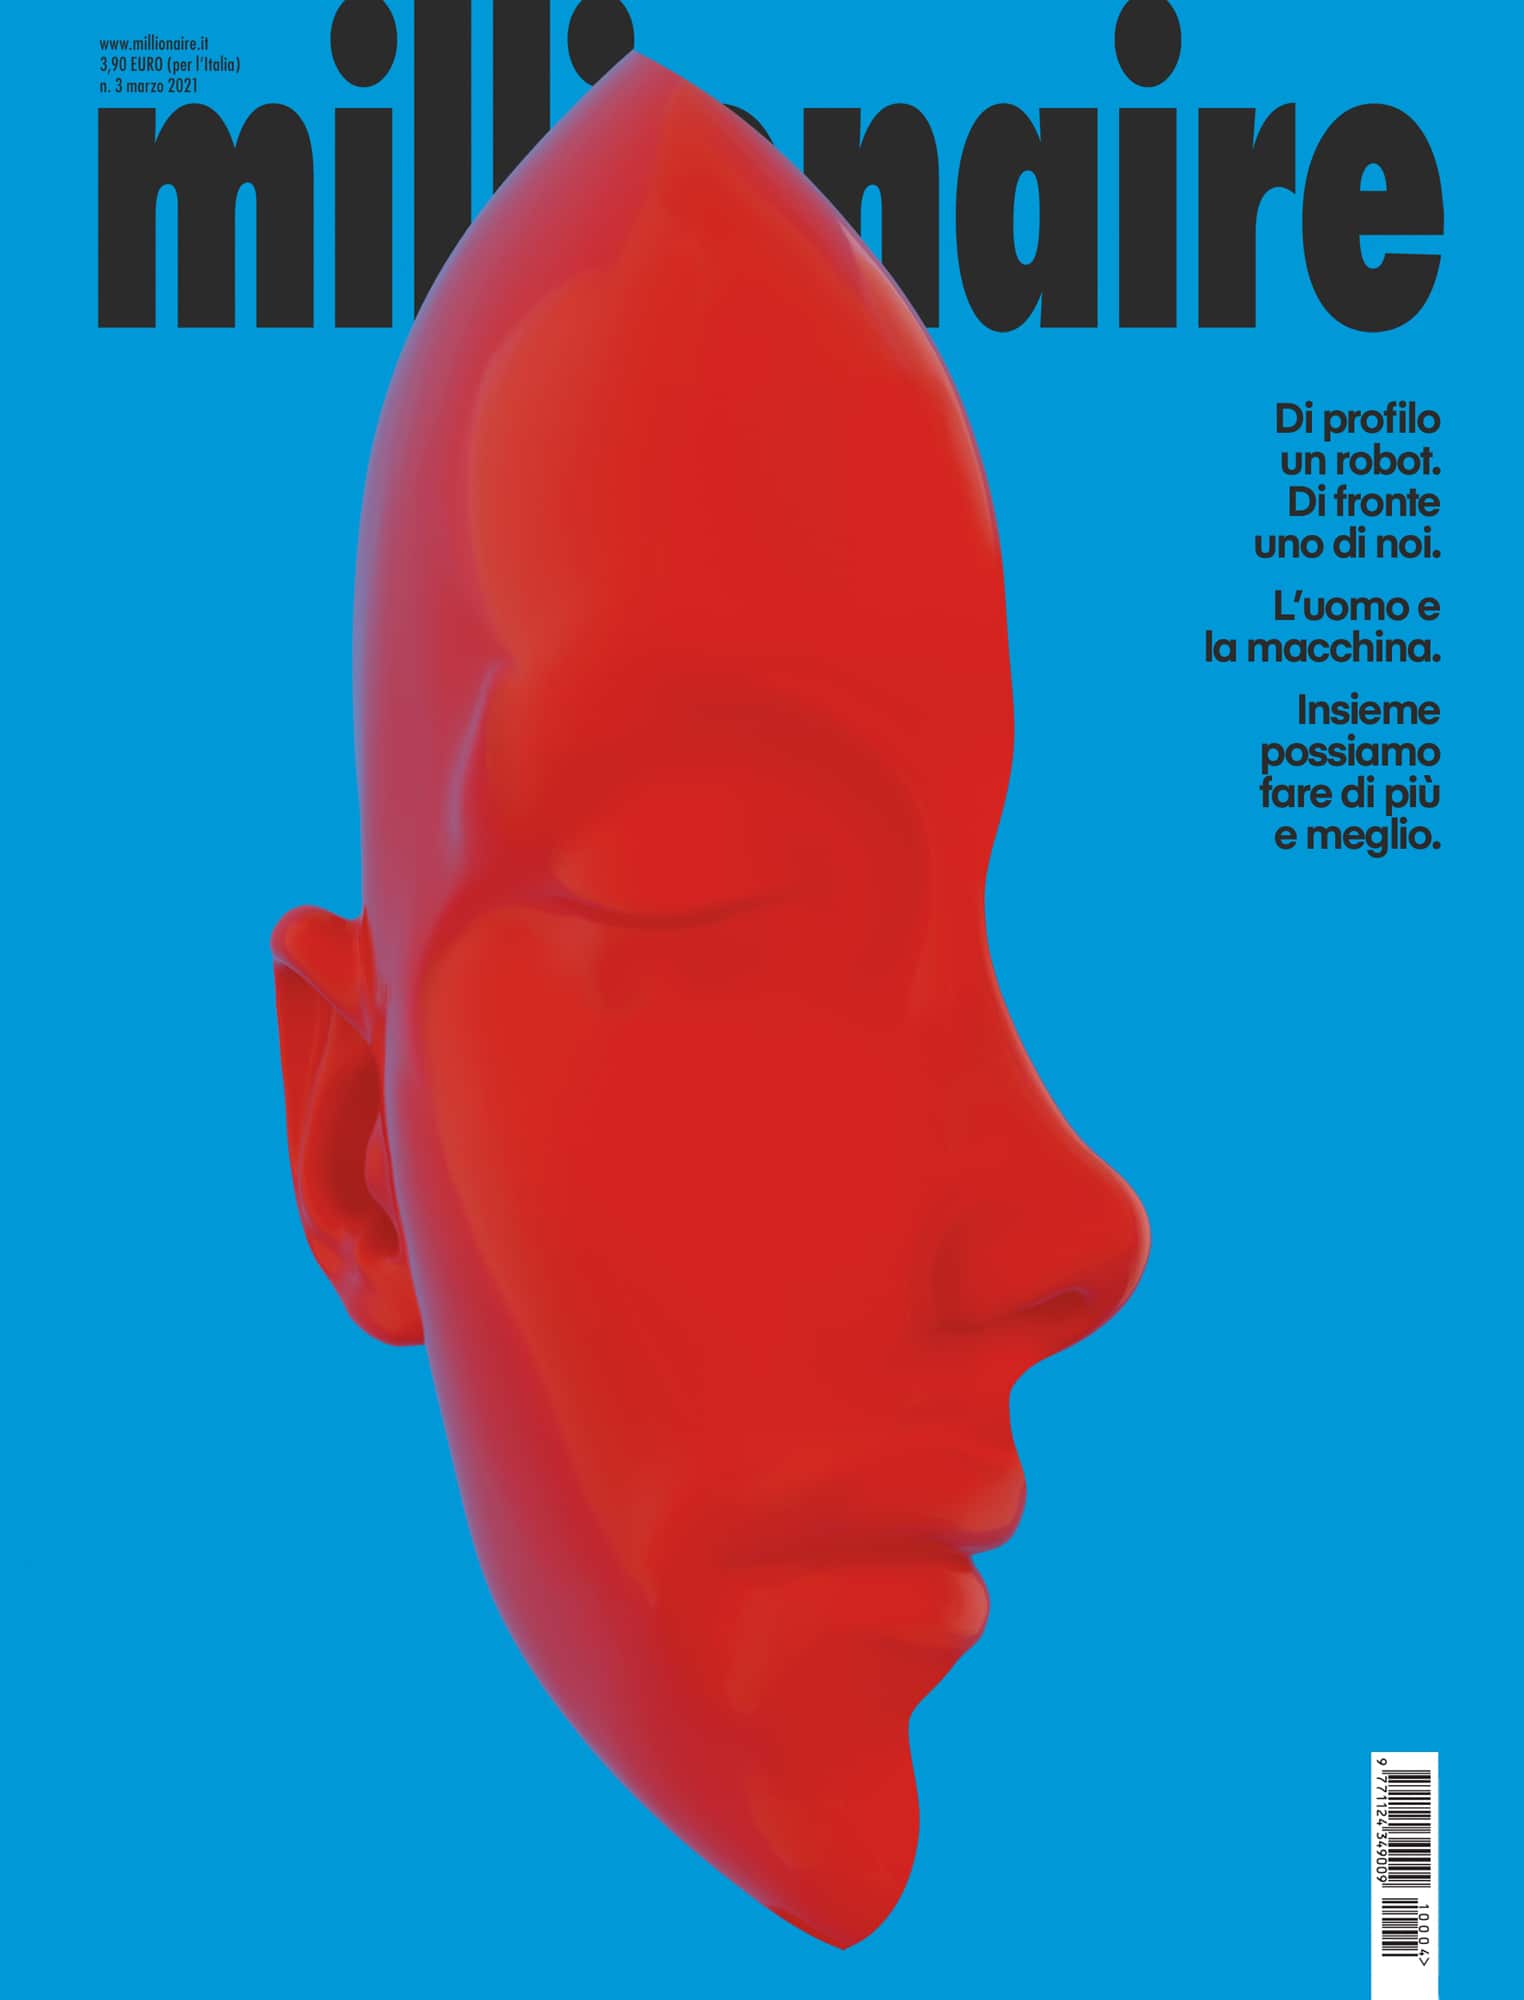 www.millionaire.it
3,90 EURO (per l'Italia)
n. 3 marzo 2021
millionaire
Di profilo
un robot.
Di fronte
uno di noi.
L'uomo e
la macchina.
Insieme
possiamo
fare di più
e meglio.
9 771124 349009
10004>